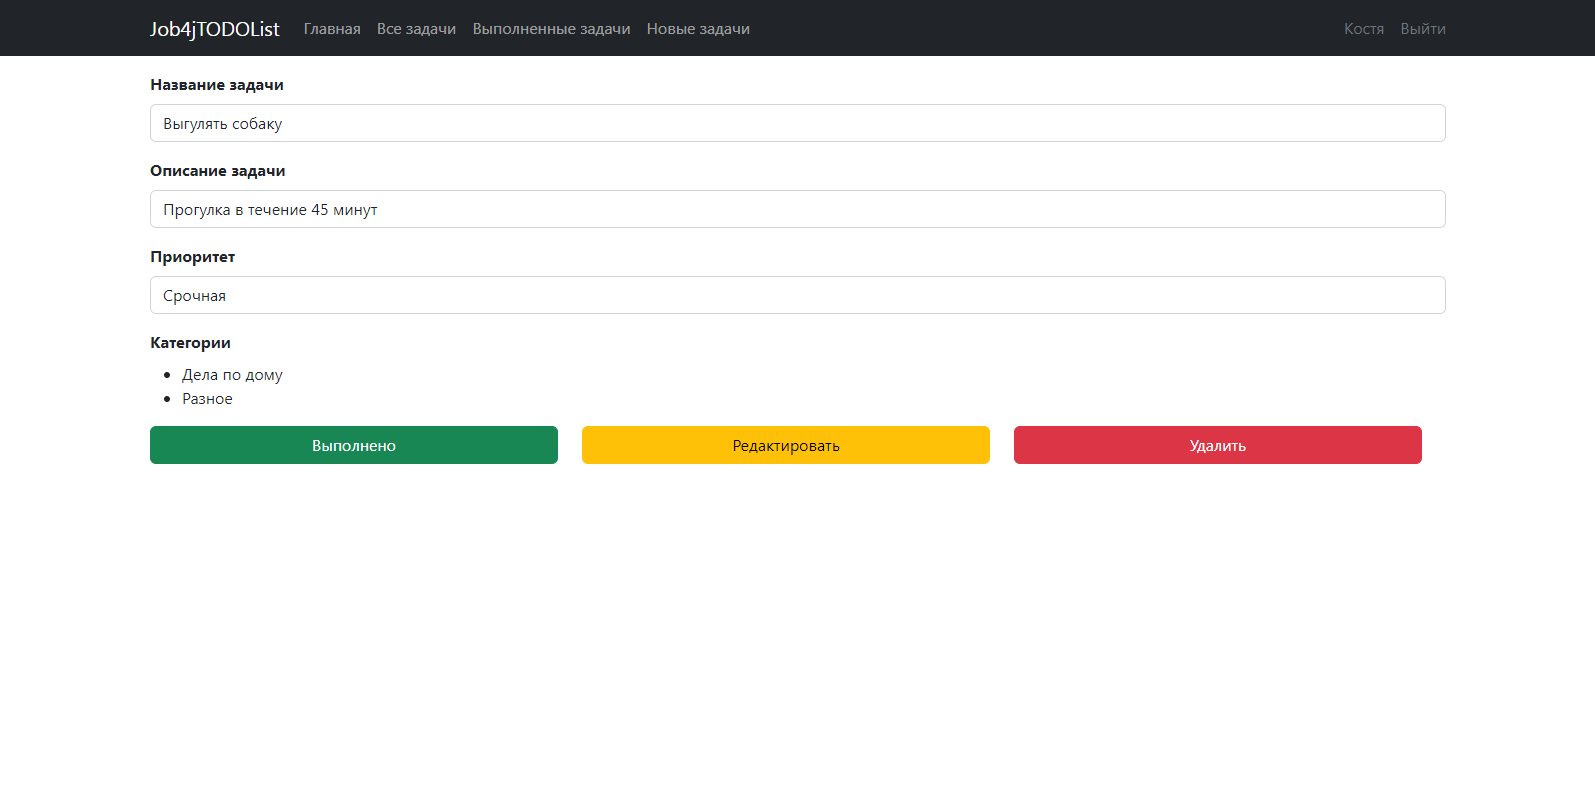 Job4jTODOList Главная Все задачи Выполненные задачи Новые задачи Костя Выйти
Название задачи
Выгулять собаку
Описание задачи
Прогулка в течение 45 минут
Приоритет
Срочная
Категории
Дела по дому
Разное
Выполнено Редактировать Удалить